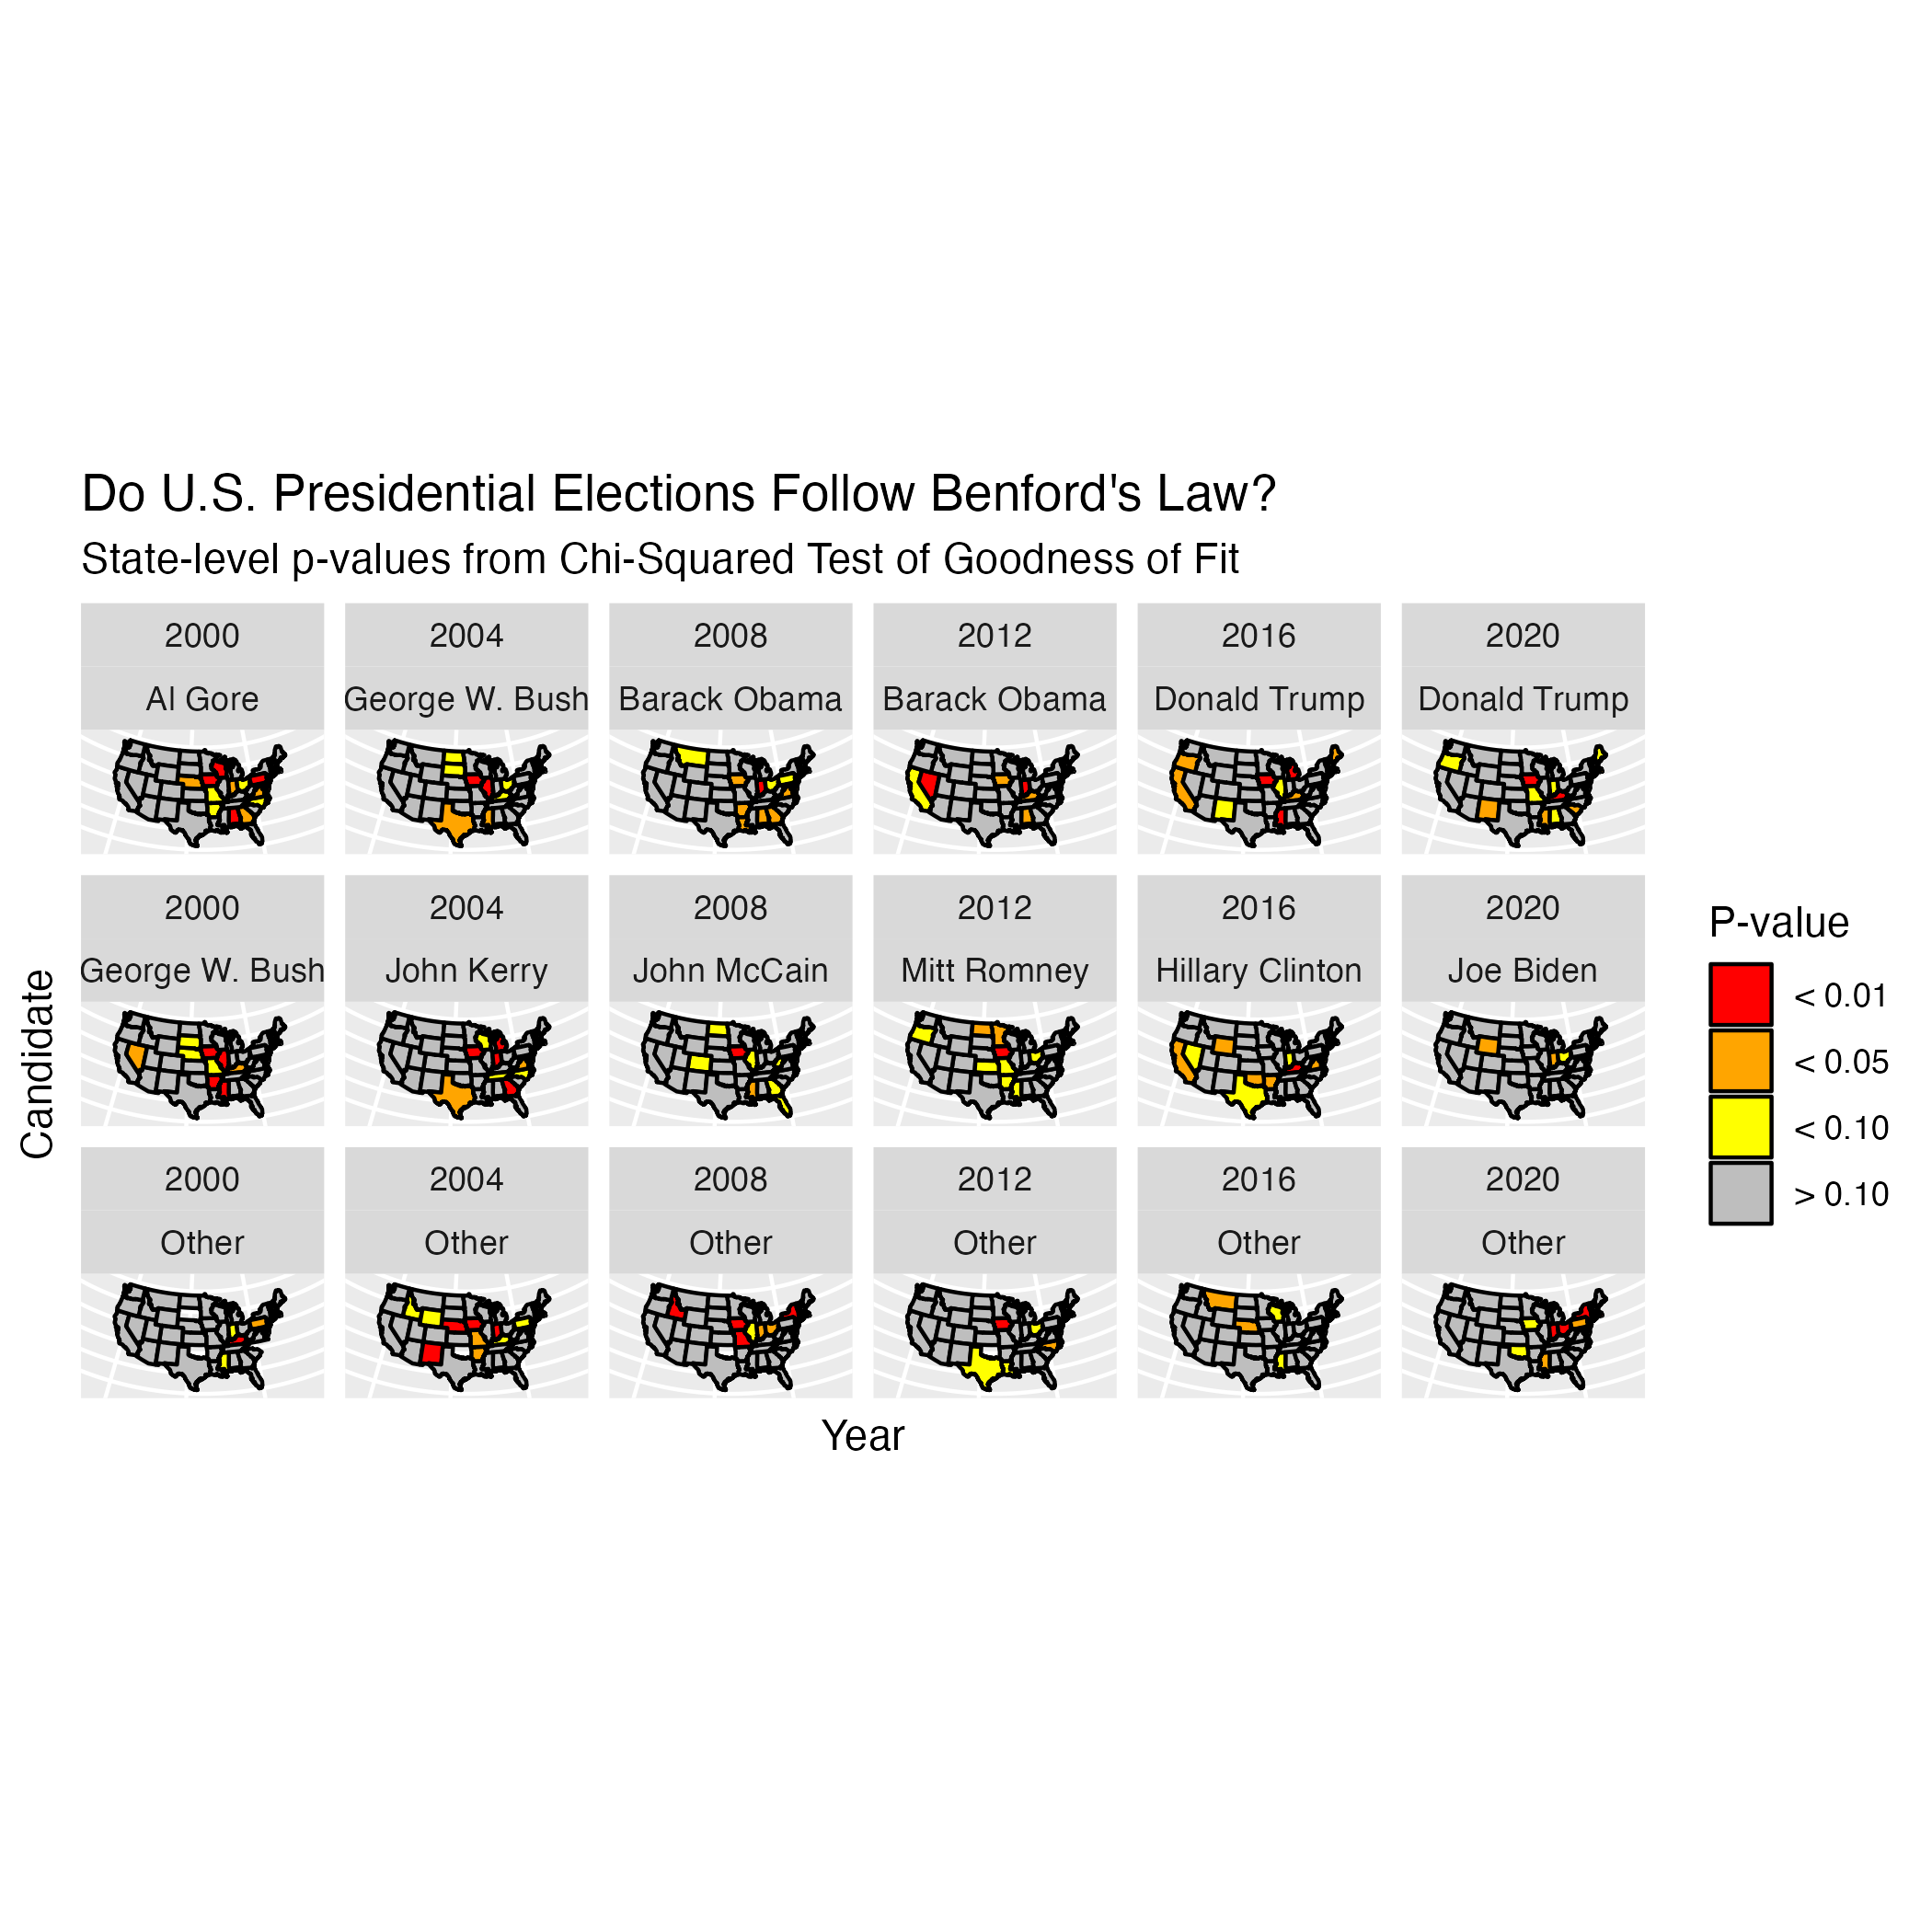 Do U.S. Presidential Elections Follow Benford's Law?
State-level p-values from Chi-Squared Test of Goodness of Fit
2000 2004 2008 2012 2016 2020
Al Gore George W. Bush Barack Obama Barack Obama Donald Trump Donald Trump
2000 2004 2008 2012 2016 2020
George W. Bush John Kerry John McCain Mitt Romney Hillary Clinton Joe Biden
2000 2004 2008 2012 2016 2020
Other Other Other Other Other Other
Candidate
Year
P-value
< 0.01
< 0.05
< 0.10
> 0.10